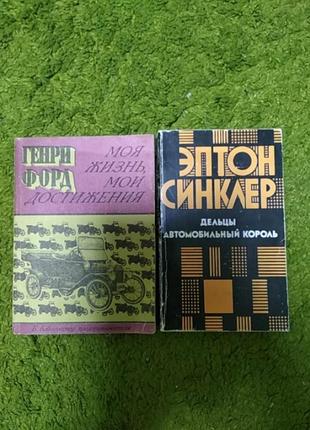 ГЕНРИ
ФОРД
МОЯ
ЖИЗНЬ,
МОИ
ДОСТИЖЕНИЯ
ЭПТОН
СИНКЛЕР
ДЕЛЬЦЫ
АВТОМОБИЛЬНЫЙ КОРОЛЬ